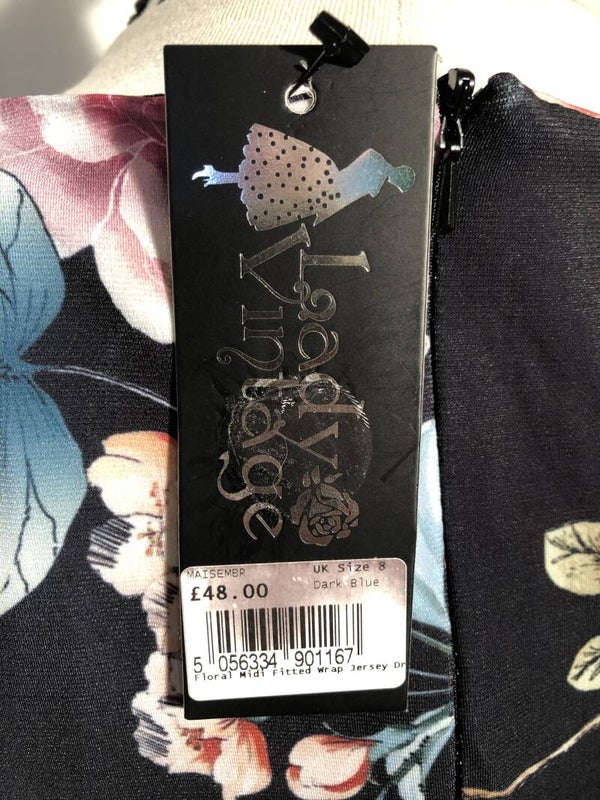 Lady
Vintage
MAISEMBR
UK Size 8
£48.00
Dark Blue
5 056334 901167
Floral Midi Fitted Wrap Jersey Dr